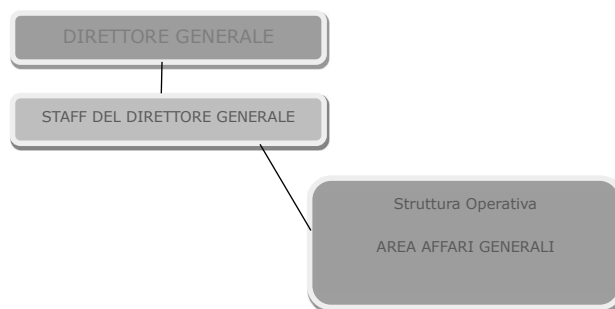 DIRETTORE GENERALE
STAFF DEL DIRETTORE GENERALE
Struttura Operativa
AREA AFFARI GENERALI